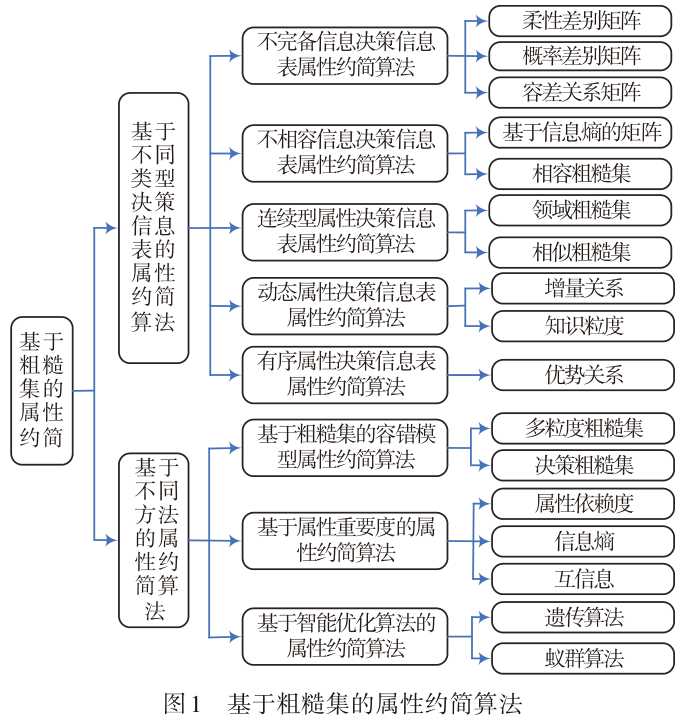 基于
粗糙
集的
属性
约简
基于
不同
类型
决策
信息
表的
属性
约简
算法
不完备信息决策信息
表属性约简算法
柔性差别矩阵
概率差别矩阵
容差关系矩阵
不相容信息决策信息
表属性约简算法
基于信息熵的矩阵
相容粗糙集
连续型属性决策信息
表属性约简算法
领域粗糙集
相似粗糙集
动态属性决策信息表
属性约简算法
增量关系
知识粒度
有序属性决策信息表
属性约简算法
优势关系
基于
不同
方法
的属
性约
简算
法
基于粗糙集的容错模
型属性约简算法
多粒度粗糙集
决策粗糙集
基于属性重要度的属
性约简算法
属性依赖度
信息熵
互信息
基于智能优化算法的
属性约简算法
遗传算法
蚁群算法
图1 基于粗糙集的属性约简算法